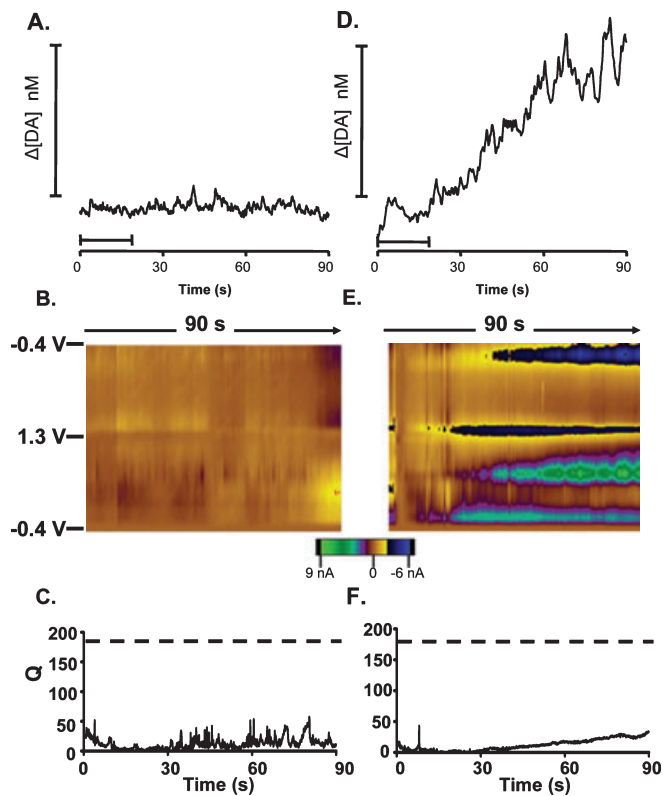 A.
D.
Δ[DA] nM
Δ[DA] nM
0 30 60 90
0 30 60 90
Time (s)
Time (s)
B.
E.
90 s
90 s
-0.4 V
1.3 V
-0.4 V
9 nA 0 -6 nA
C.
F.
200
150
100
50
0
Q
200
150
100
50
0
0 30 60 90
0 30 60 90
Time (s)
Time (s)